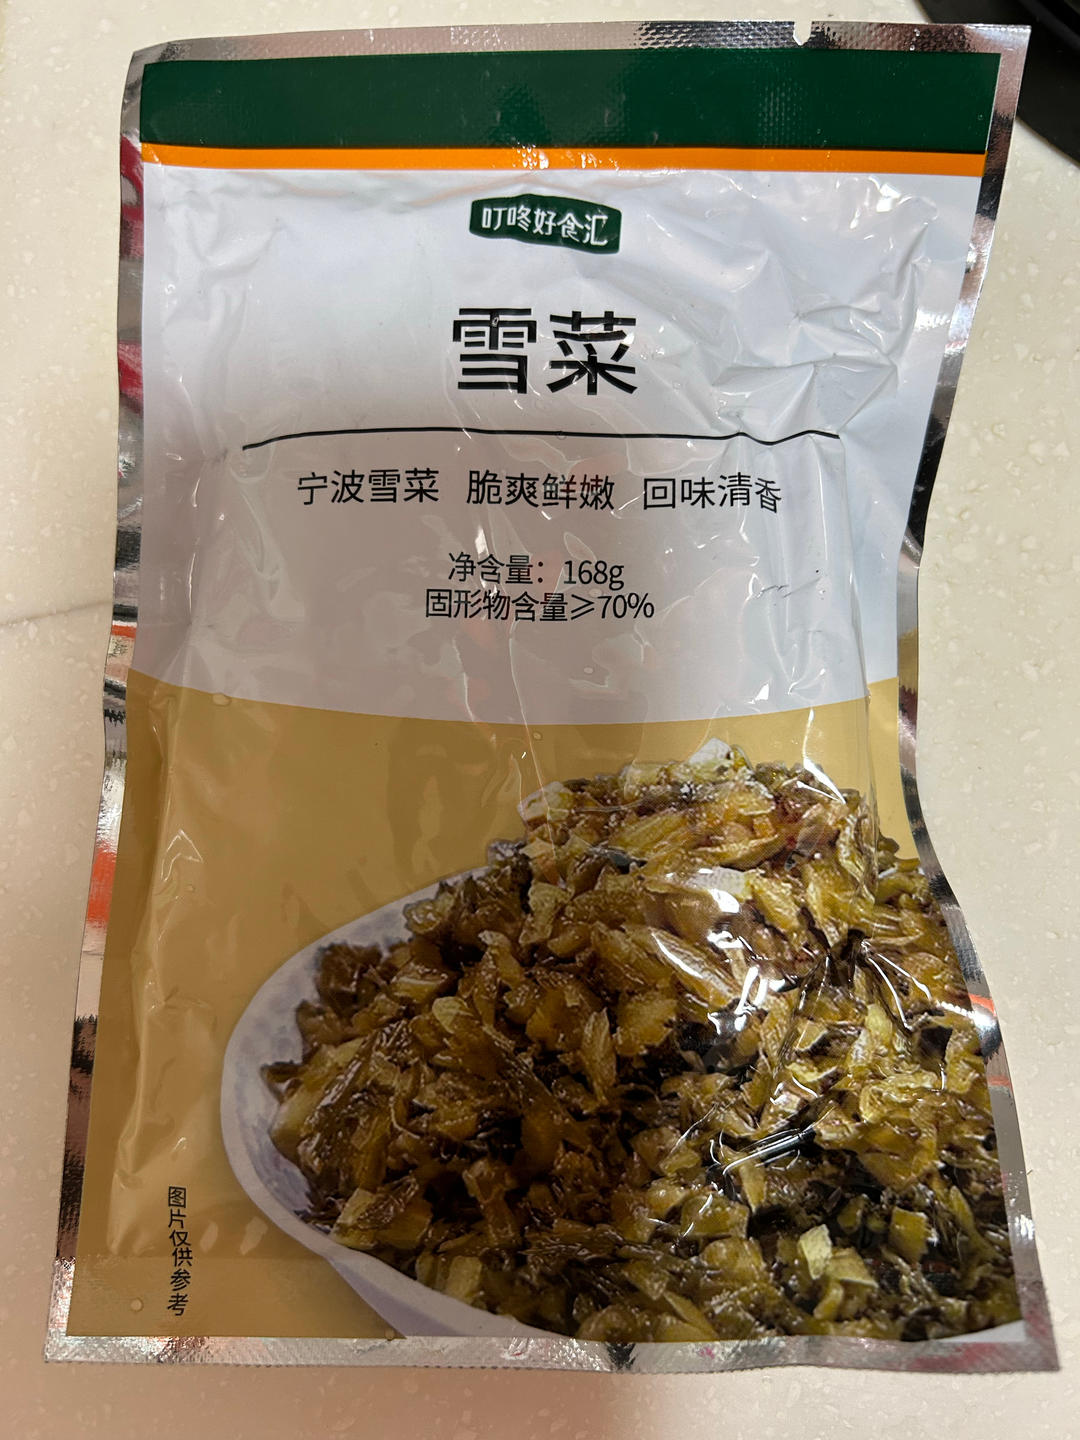 叮咚好食汇
雪菜
宁波雪菜 脆爽鲜嫩 回味清香
净含量：168g
固形物含量≥70%
图片仅供参考